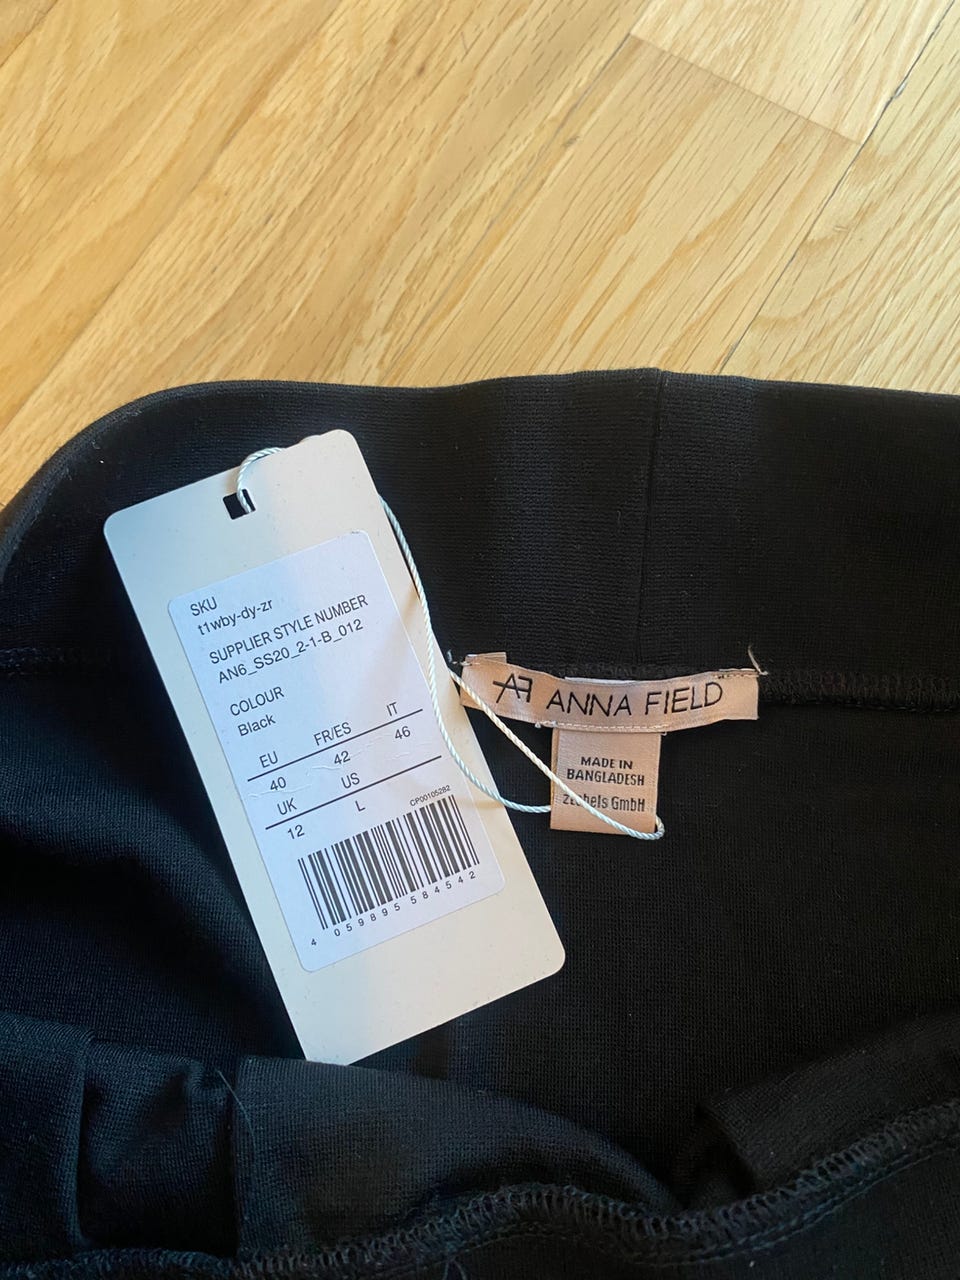 SKU
t1wby-dy-zr
SUPPLIER STYLE NUMBER
AN6_SS20_2-1-B_012
COLOUR
Black
EU FR/ES IT
40 42 46
UK US
12 L
CP00105282
4 059895 584542
AF ANNA FIELD
MADE IN
BANGLADESH
GmbH